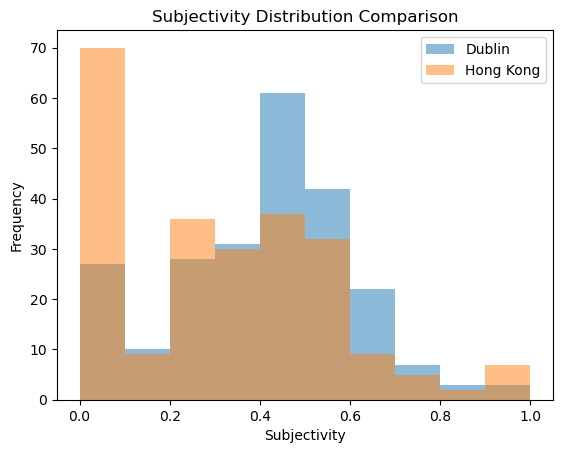 Subjectivity Distribution Comparison
Dublin
Hong Kong
70
60
50
40
30
20
10
0
Frequency
0.0 0.2 0.4 0.6 0.8 1.0
Subjectivity